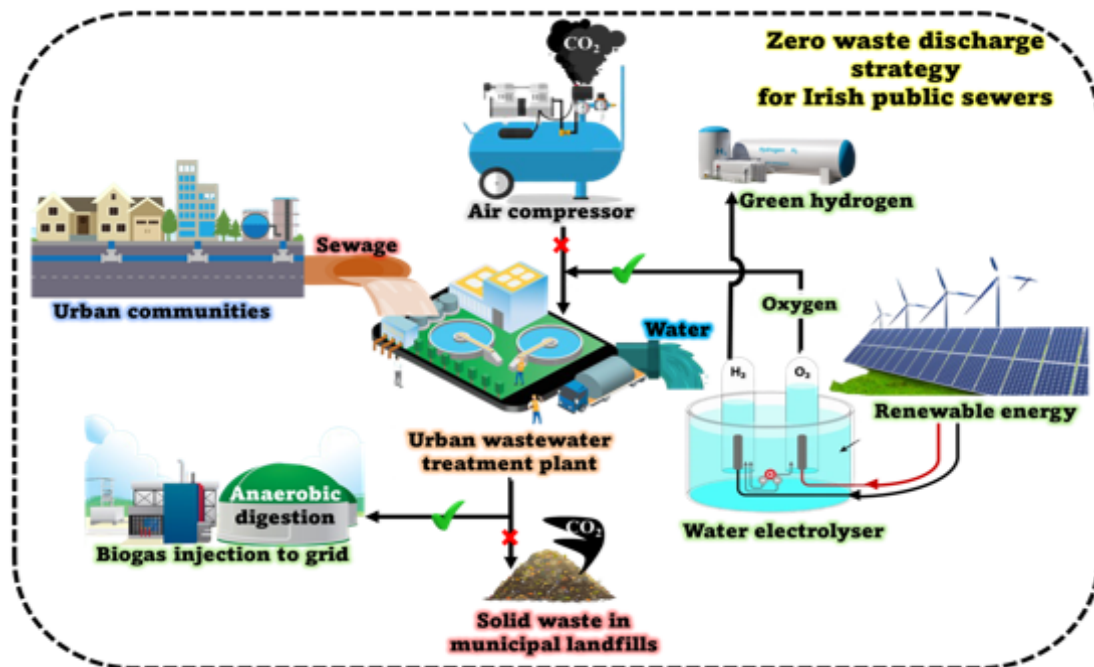 CO₂
Zero waste discharge
strategy
for Irish public sewers
Hydrogen
Green hydrogen
Air compressor
Sewage
Urban communities
Oxygen
Water
H₂
O₂
Renewable energy
Urban wastewater
treatment plant
Anaerobic
digestion
Biogas injection to grid
Water electrolyser
CO₂
Solid waste in
municipal landfills